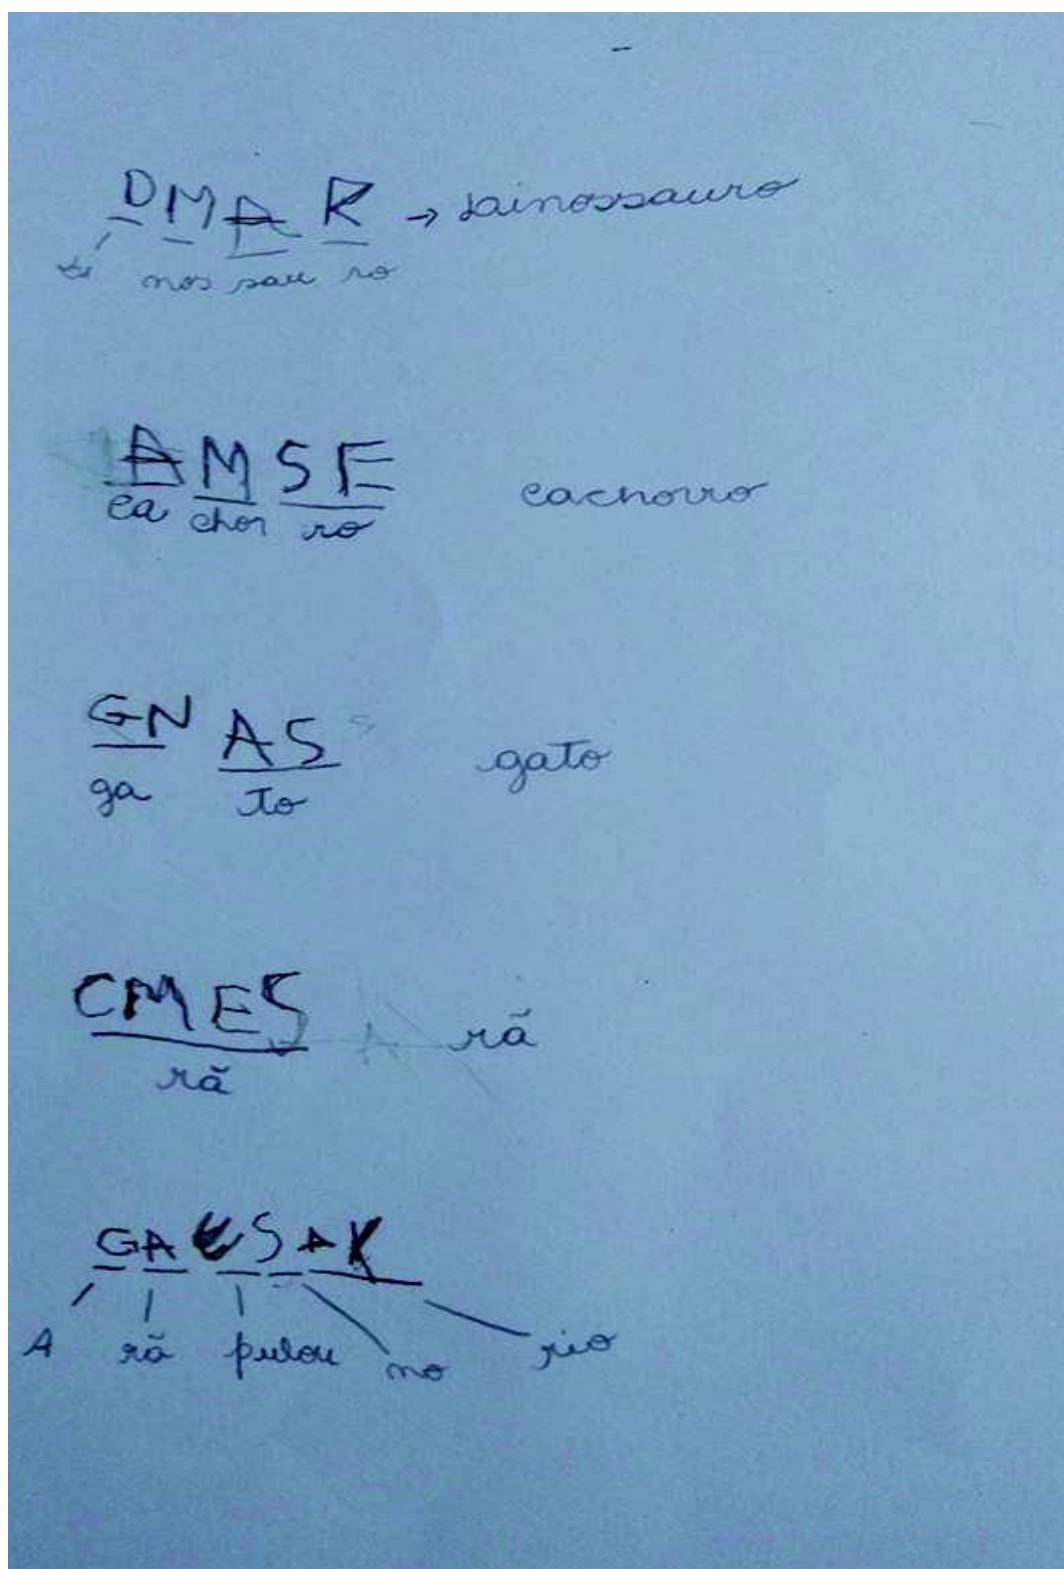 DMAR → dainossauro
di nos sau ro
AMSE cachorro
ca chor ro
GN AS gato
ga to
CMES rã
rã
GAESAK
A rã pulou no rio